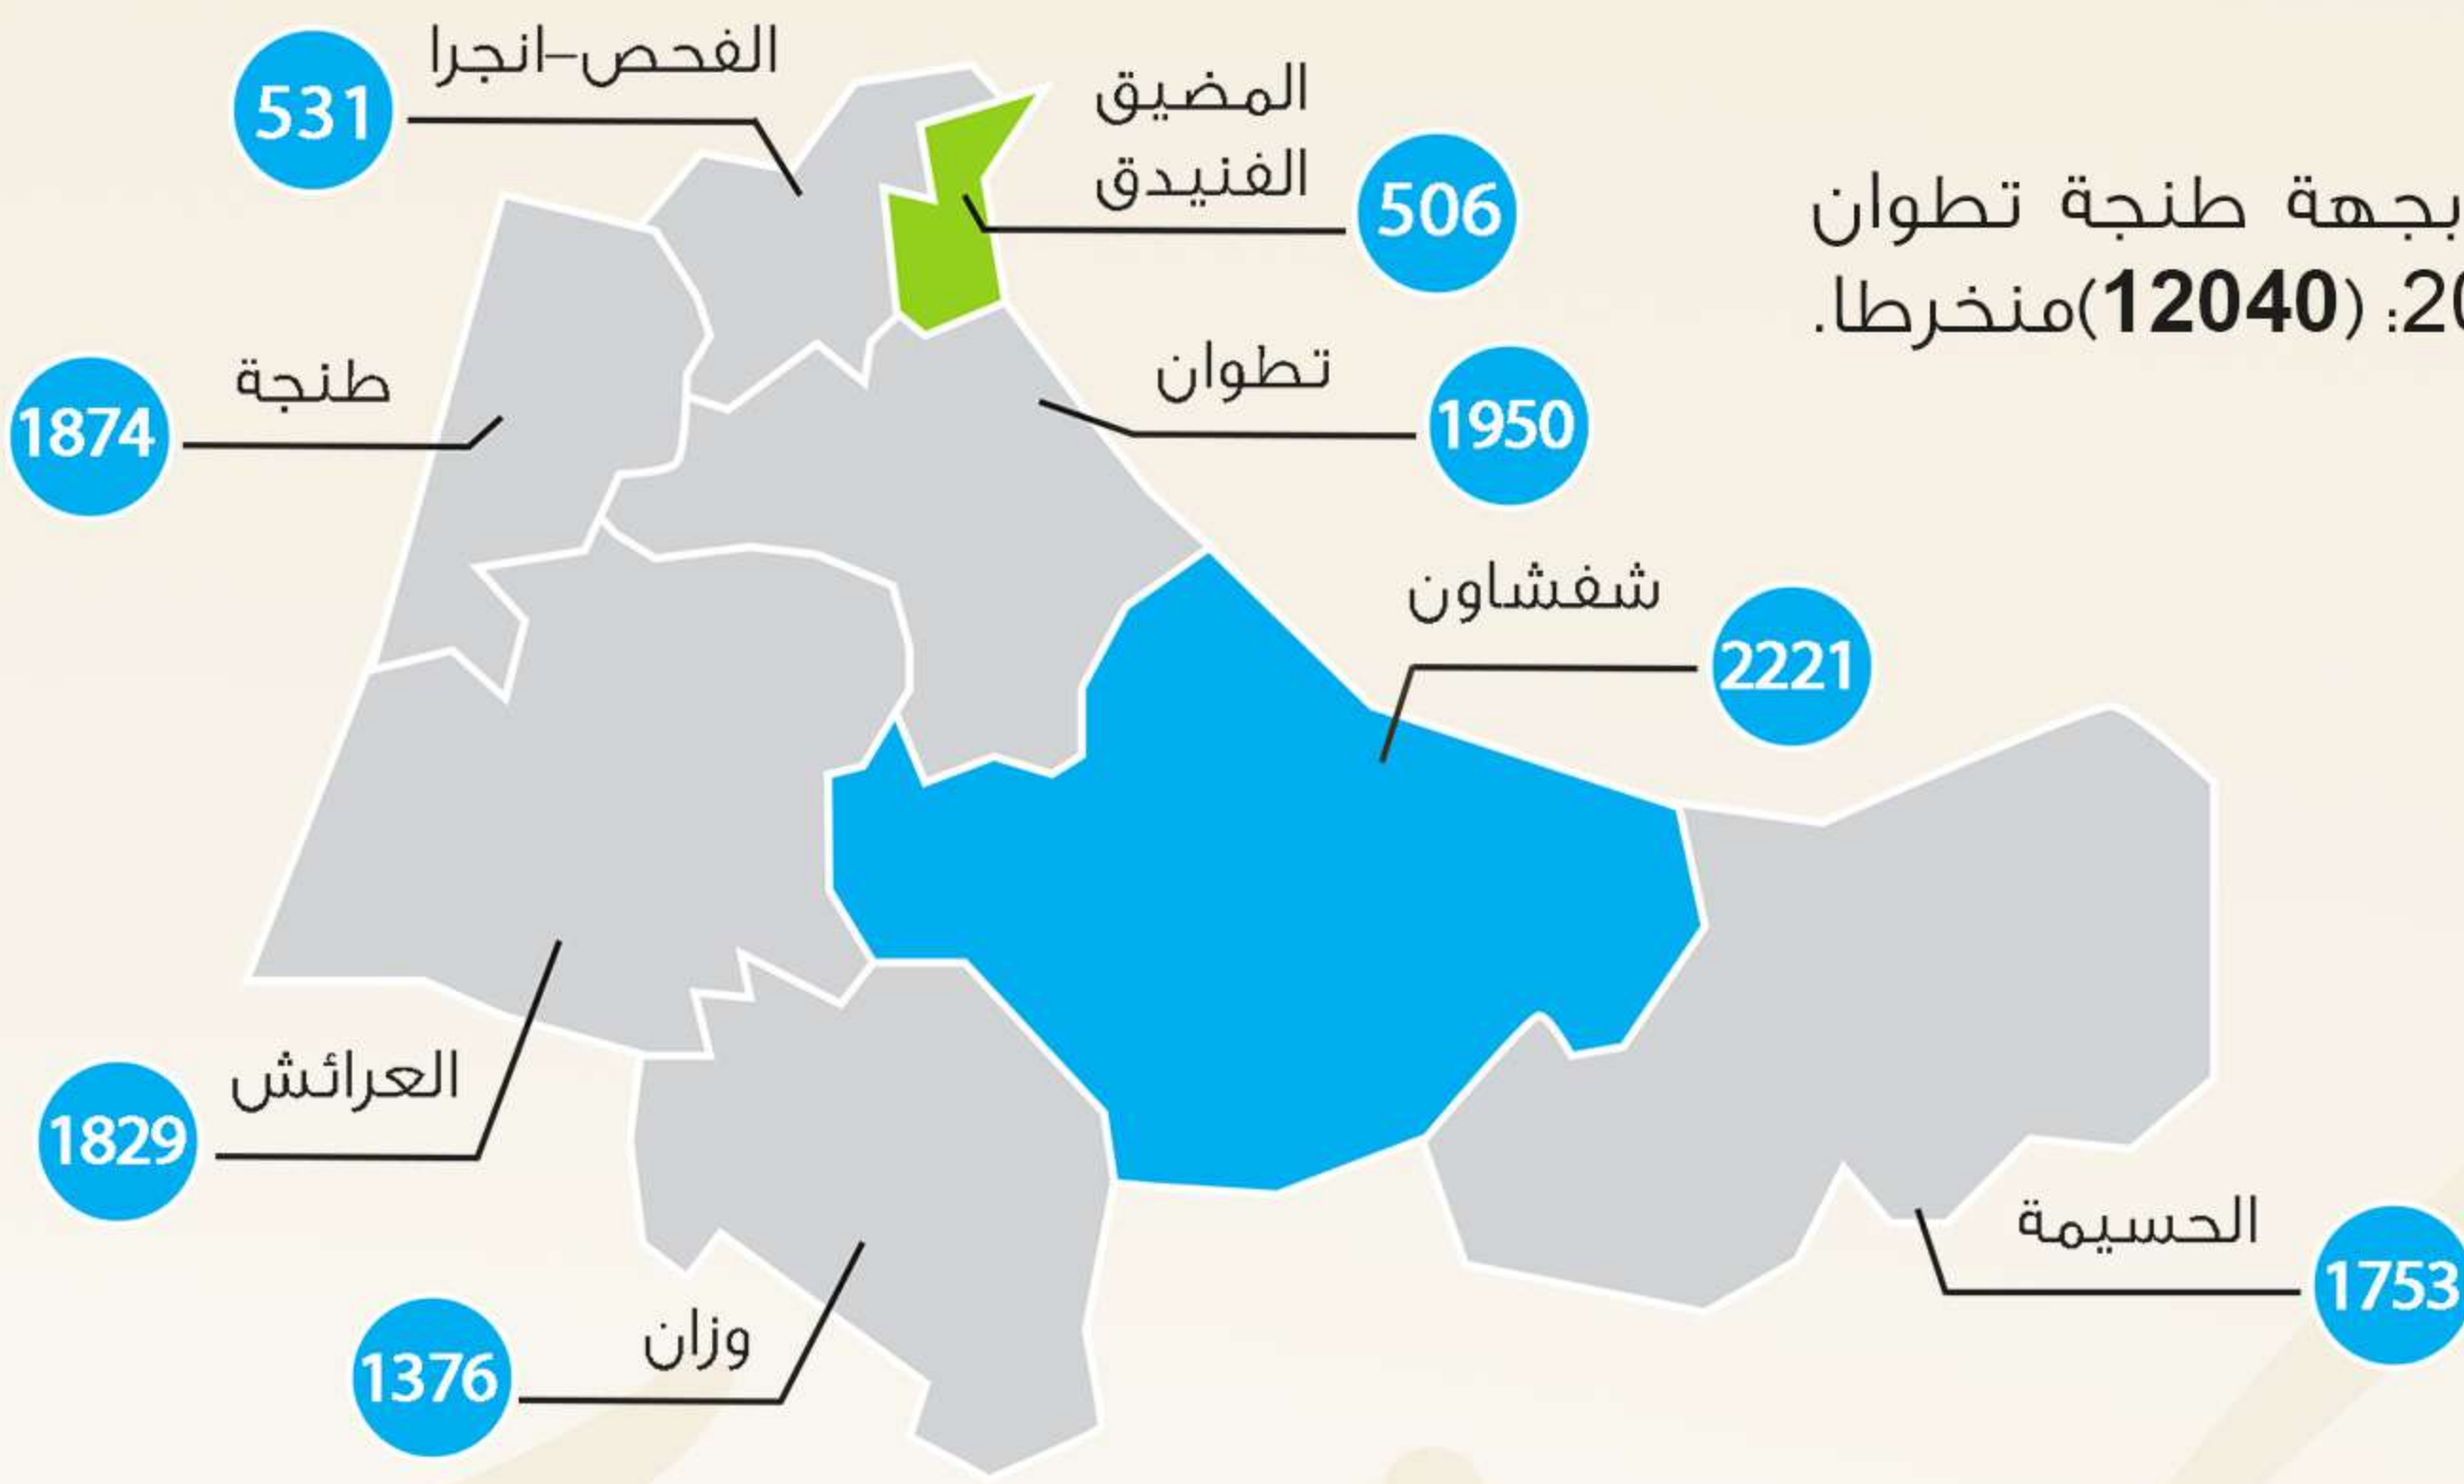 بجهة طنجة تطوان
20: (12040)منخرطا.
الفحص-انجرا
531
المضيق
الفنيدق
506
طنجة
1874
تطوان
1950
شفشاون
2221
العرائش
1829
الحسيمة
1753
وزان
1376